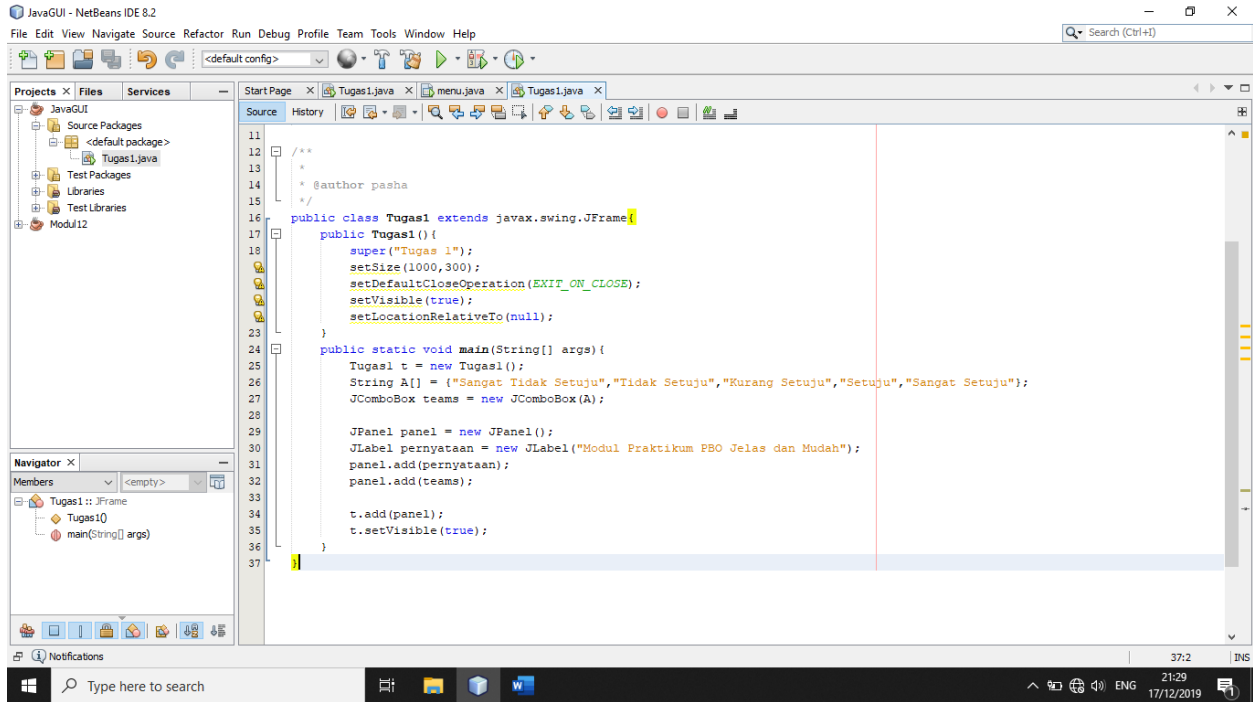 JavaGUI - NetBeans IDE 8.2
File Edit View Navigate Source Refactor Run Debug Profile Team Tools Window Help
Search (Ctrl+I)
<default config>
Projects Files Services
Start Page Tugas1.java menu.java Tugas1.java
Source History
JavaGUI
Source Packages
<default package>
Tugas1.java
Test Packages
Libraries
Test Libraries
Modul12
11
12 /**
13 *
14 * @author pasha
15 */
16 public class Tugas1 extends javax.swing.JFrame{
17 public Tugas1(){
18 super("Tugas 1");
setSize(1000,300);
setDefaultCloseOperation(EXIT_ON_CLOSE);
setVisible(true);
setLocationRelativeTo(null);
23 }
24 public static void main(String[] args){
25 Tugas1 t = new Tugas1();
26 String A[] = {"Sangat Tidak Setuju","Tidak Setuju","Kurang Setuju","Setuju","Sangat Setuju"};
27 JComboBox teams = new JComboBox(A);
28
29 JPanel panel = new JPanel();
30 JLabel pernyataan = new JLabel("Modul Praktikum PBO Jelas dan Mudah");
31 panel.add(pernyataan);
32 panel.add(teams);
33
34 t.add(panel);
35 t.setVisible(true);
36 }
37 }
Navigator
Members <empty>
Tugas1 :: JFrame
Tugas1()
main(String[] args)
Notifications
37:2 INS
Type here to search
ENG
21:29
17/12/2019